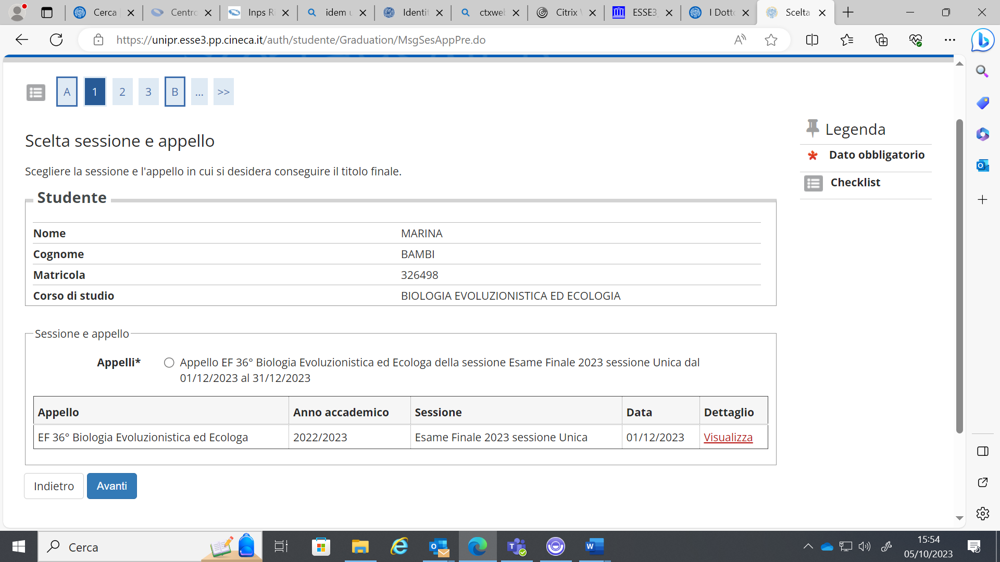 Cerca
Centro
Inps Ri
idem u
Identit
ctxweb
Citrix
ESSE3_
I Dotto
Scelta
https://unipr.esse3.pp.cineca.it/auth/studente/Graduation/MsgSesAppPre.do
A 1 2 3 B ... >>
Legenda
Dato obbligatorio
Checklist
Scelta sessione e appello
Scegliere la sessione e l'appello in cui si desidera conseguire il titolo finale.
Studente
Nome MARINA
Cognome BAMBI
Matricola 326498
Corso di studio BIOLOGIA EVOLUZIONISTICA ED ECOLOGIA
Sessione e appello
Appelli* Appello EF 36° Biologia Evoluzionistica ed Ecologa della sessione Esame Finale 2023 sessione Unica dal
01/12/2023 al 31/12/2023
Appello Anno accademico Sessione Data Dettaglio
EF 36° Biologia Evoluzionistica ed Ecologa 2022/2023 Esame Finale 2023 sessione Unica 01/12/2023 Visualizza
Indietro Avanti
Cerca
15:54
05/10/2023